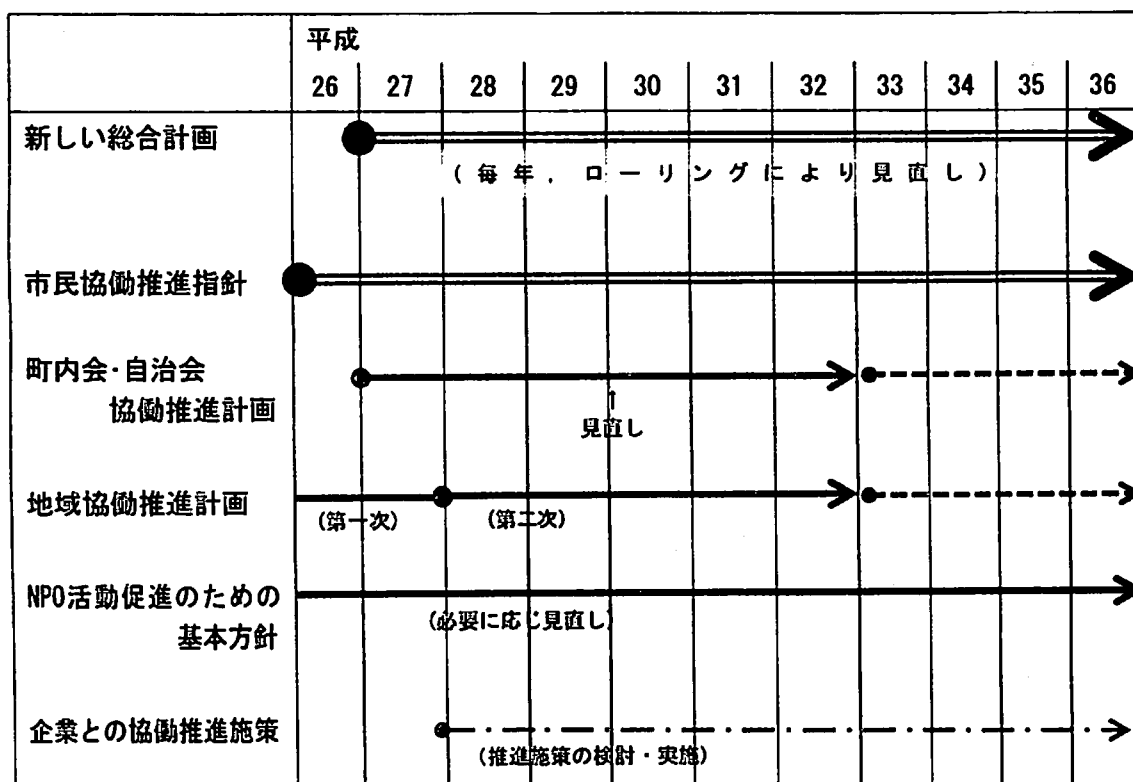 平成
26 27 28 29 30 31 32 33 34 35 36
新しい総合計画
(毎年，ローリングにより見直し)
市民協働推進指針
町内会・自治会
協働推進計画
↑
見直し
地域協働推進計画
(第一次) (第二次)
NPO活動促進のための
基本方針
(必要に応じ見直し)
企業との協働推進施策
(推進施策の検討・実施)